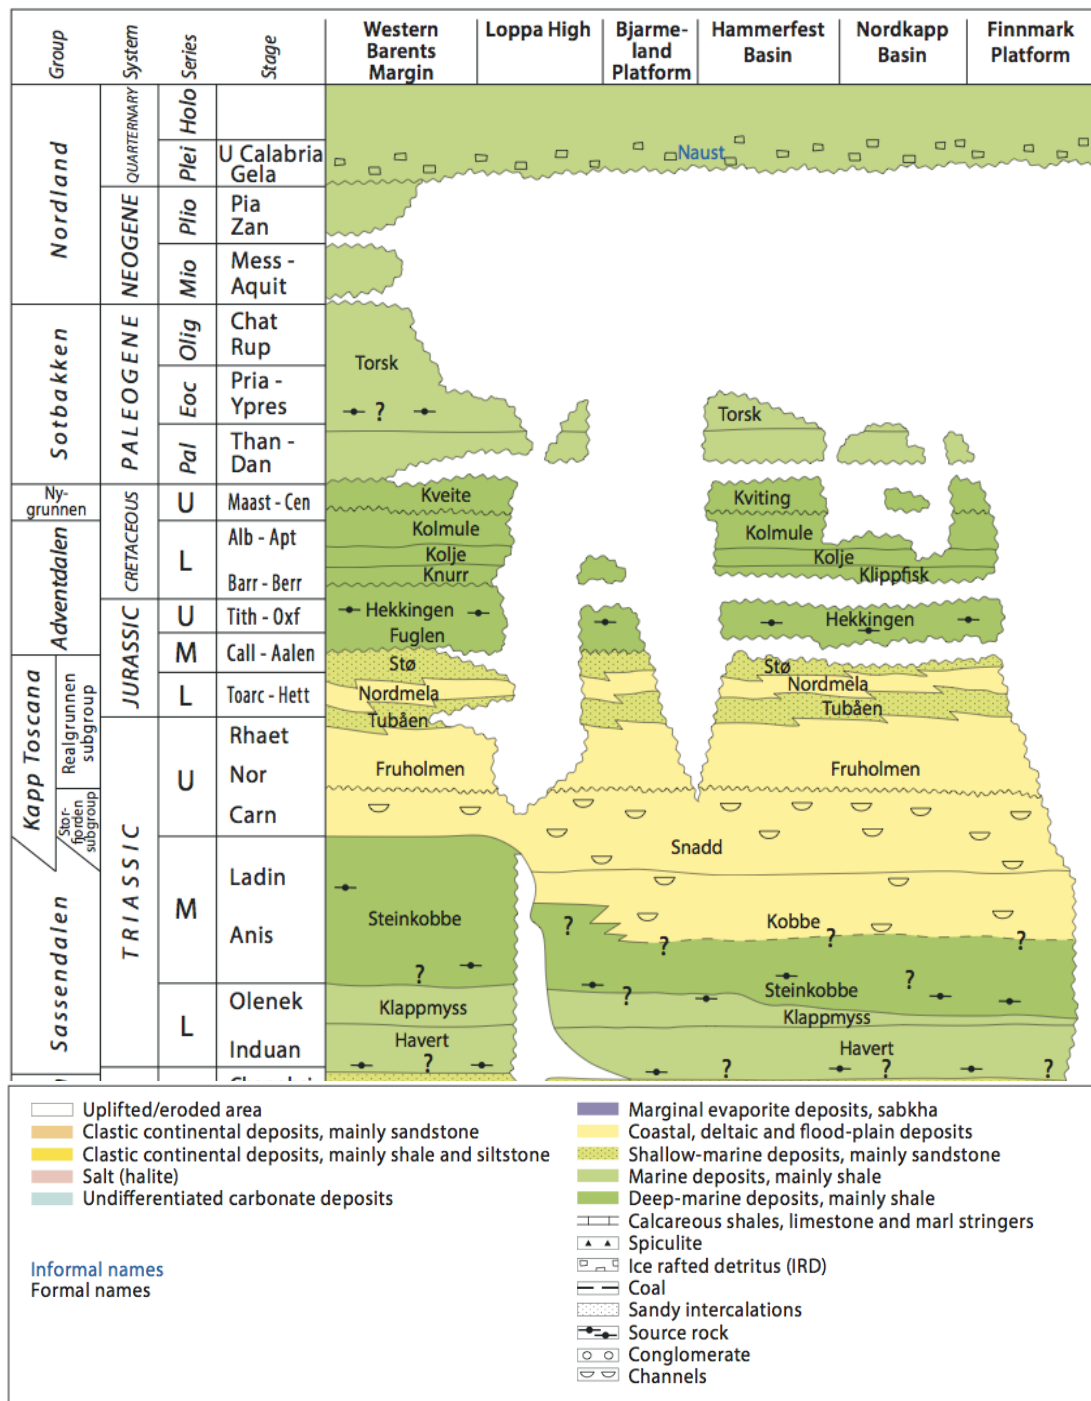 Group
System
Series
Stage
Western
Barents
Margin
Loppa High
Bjarme-
land
Platform
Hammerfest
Basin
Nordkapp
Basin
Finnmark
Platform
Nordland
QUARTERNARY
Holo
Plei
U Calabria
Gela
Naust
NEOGENE
Plio
Pia
Zan
Mio
Mess -
Aquit
Sotbakken
PALEOGENE
Olig
Chat
Rup
Torsk
Eoc
Pria -
Ypres
?
Torsk
Pal
Than -
Dan
Ny-
grunnen
CRETACEOUS
U
Maast - Cen
Kveite
Kviting
Adventdalen
L
Alb - Apt
Kolmule
Kolmule
Kolje
Kolje
Barr - Berr
Knurr
Klippfisk
JURASSIC
U
Tith - Oxf
Hekkingen
Hekkingen
Fuglen
M
Call - Aalen
Stø
Stø
Kapp Toscana
Realgrunnen
subgroup
L
Toarc - Hett
Nordmela
Nordmela
Tubåen
Tubåen
TRIASSIC
U
Rhaet
Nor
Carn
Fruholmen
Fruholmen
Stor-
fjorden
subgroup
Snadd
Sassendalen
M
Ladin
Anis
Steinkobbe
Kobbe
? ? ? ?
? ? ?
Steinkobbe
L
Olenek
Klappmyss
Klappmyss
Induan
Havert
Havert
? ? ? ?
Uplifted/eroded area
Clastic continental deposits, mainly sandstone
Clastic continental deposits, mainly shale and siltstone
Salt (halite)
Undifferentiated carbonate deposits
Informal names
Formal names
Marginal evaporite deposits, sabkha
Coastal, deltaic and flood-plain deposits
Shallow-marine deposits, mainly sandstone
Marine deposits, mainly shale
Deep-marine deposits, mainly shale
Calcareous shales, limestone and marl stringers
Spiculite
Ice rafted detritus (IRD)
Coal
Sandy intercalations
Source rock
Conglomerate
Channels